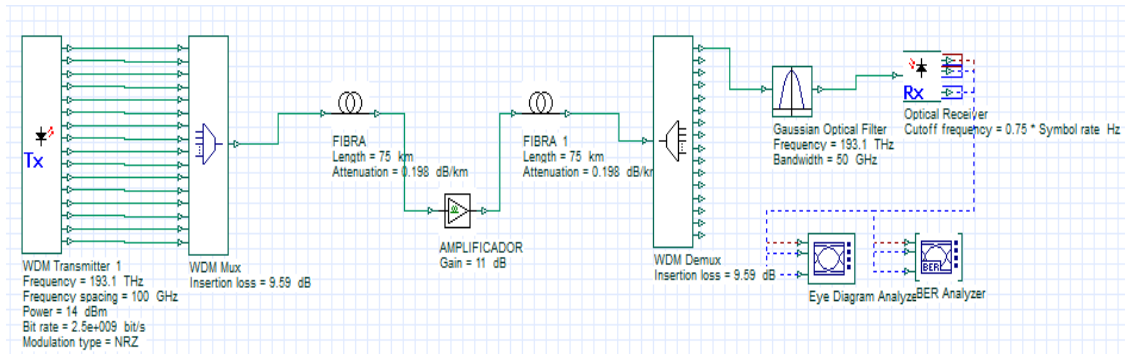 Tx
WDM Transmitter 1
Frequency = 193.1 THz
Frequency spacing = 100 GHz
Power = 14 dBm
Bit rate = 2.5e+009 bit/s
Modulation type = NRZ
WDM Mux
Insertion loss = 9.59 dB
FIBRA
Length = 75 km
Attenuation = 0.198 dB/km
AMPLIFICADOR
Gain = 11 dB
FIBRA 1
Length = 75 km
Attenuation = 0.198 dB/kr
WDM Demux
Insertion loss = 9.59 dB
Gaussian Optical Filter
Frequency = 193.1 THz
Bandwidth = 50 GHz
Rx
Optical Receiver
Cutoff frequency = 0.75 * Symbol rate Hz
Eye Diagram Analyze
BER
BER Analyzer